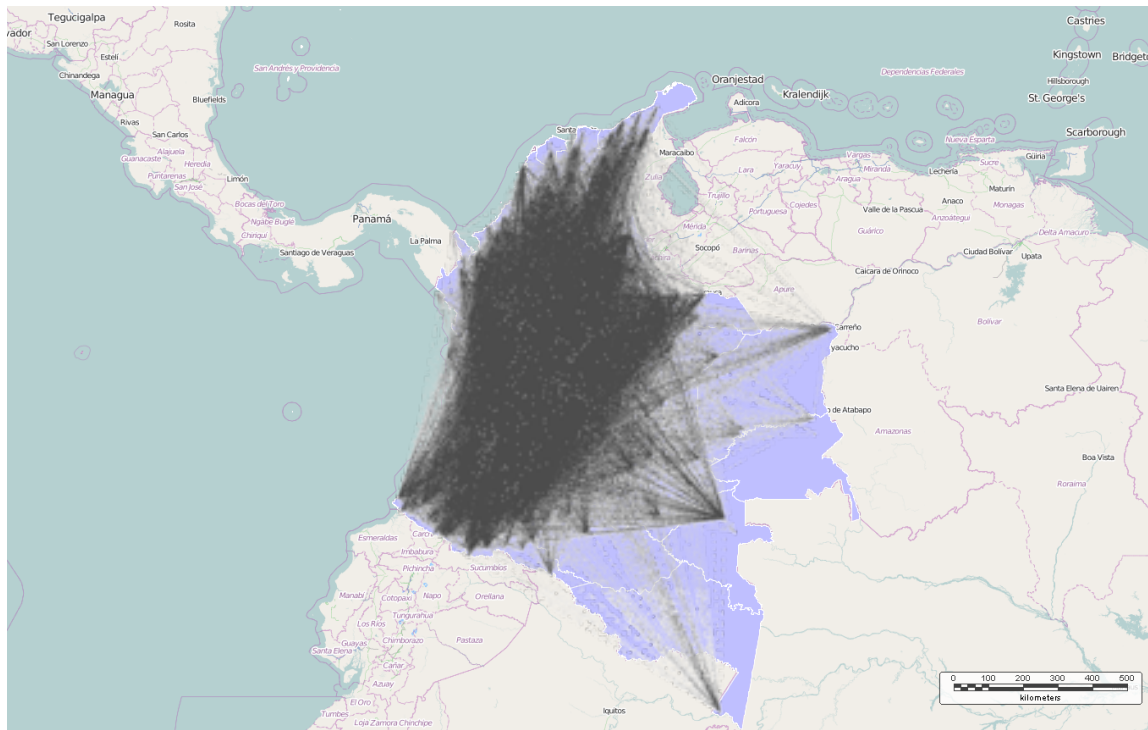 Tegucigalpa
Rosita
vador
San Lorenzo
Estelí
Chinandega
Managua
Bluefields
Rivas
San Carlos
Alajuela
Guanacaste
Heredia
Puntarenas
San José
Limón
Bocas del Toro
Ngäbe Buglé
Chiriquí
Santiago de Veraguas
Panamá
La Palma
San Andrés y Providencia
Santa
Oranjestad
Kralendijk
Adicora
Dependencias Federales
Castries
Kingstown
Bridget
Hillsborough
St. George's
Scarborough
Nueva Esparta
Güiria
Maracaibo
Falcón
Zulia
Lara
Yaracuy
Vargas
Miranda
Aragua
Lechería
Sucre
Maturín
Monagas
Anaco
Trujillo
Portuguesa
Cojedes
Valle de la Pascua
Anzoátegui
Guárico
Delta Amacuro
Mérida
Socopó
Barinas
Ciudad Bolívar
Upata
Caicara de Orinoco
Apure
Bolívar
Carreño
yacucho
Santa Elena de Uairen
o de Atabapo
Amazonas
Boa Vista
Roraima
Esmeraldas
Carc
Imbabura
Pichincha
Sucumbios
Manabí
Cotopaxi
Napo
Orellana
Tungurahua
Los Ríos
Guayas
Chimborazo
Pastaza
Santa Elena
Cañar
Azuay
El Oro
Tumbes
Loja
Zamora Chinchipe
Iquitos
0 100 200 300 400 500
kilometers